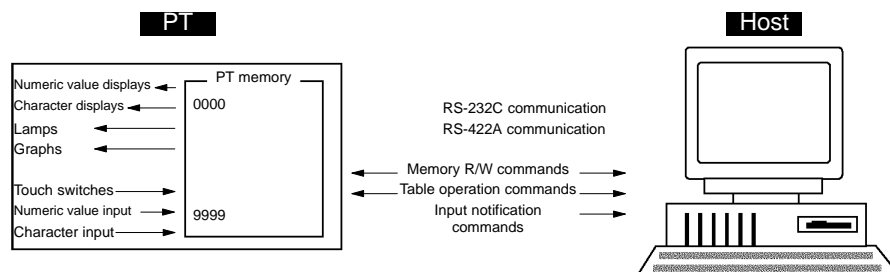 PT
Host
PT memory
Numeric value displays
Character displays
Lamps
Graphs
Touch switches
Numeric value input
Character input
0000
9999
RS-232C communication
RS-422A communication
Memory R/W commands
Table operation commands
Input notification
commands